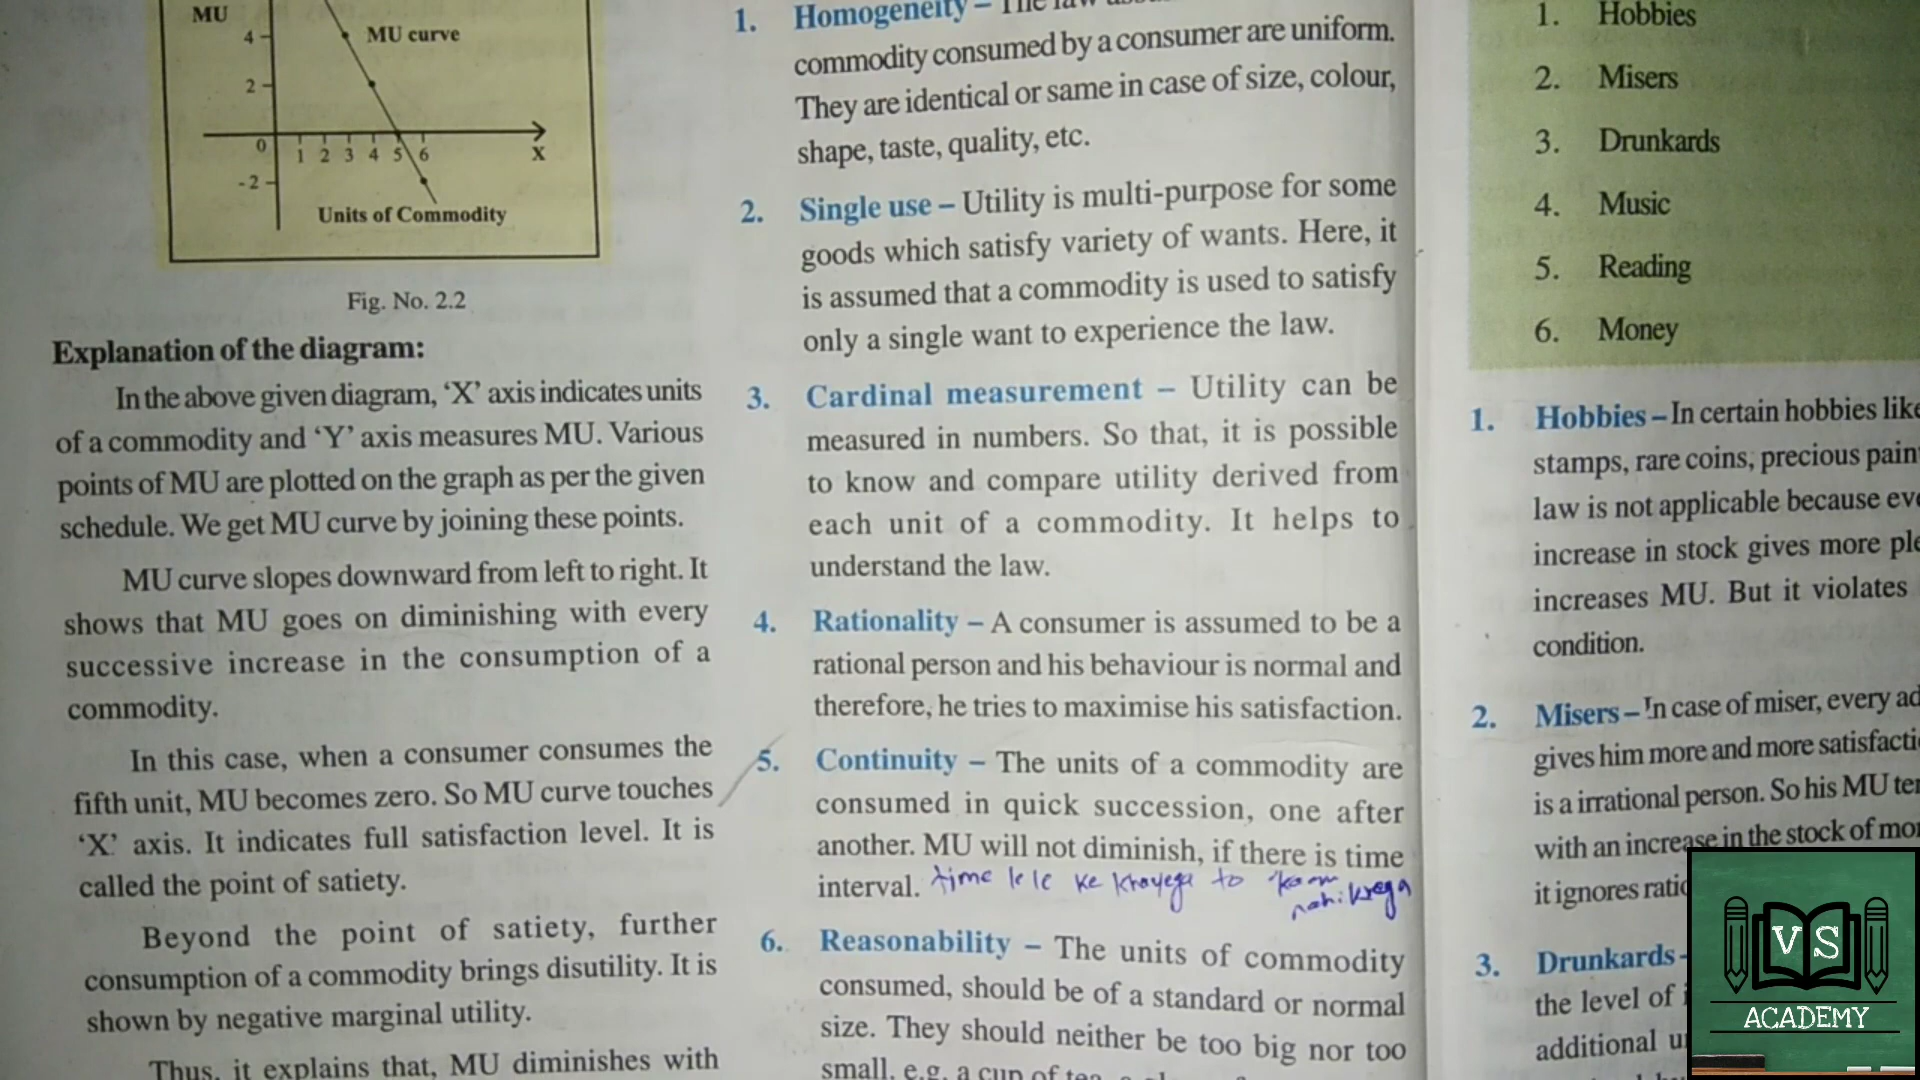 MU
4
MU curve
2
0
1 2 3 4 5 6
X
-2
Units of Commodity
Fig. No. 2.2
Explanation of the diagram:
In the above given diagram, ‘X’ axis indicates units
of a commodity and ‘Y’ axis measures MU. Various
points of MU are plotted on the graph as per the given
schedule. We get MU curve by joining these points.
MU curve slopes downward from left to right. It
shows that MU goes on diminishing with every
successive increase in the consumption of a
commodity.
In this case, when a consumer consumes the
fifth unit, MU becomes zero. So MU curve touches
‘X’ axis. It indicates full satisfaction level. It is
called the point of satiety.
Beyond the point of satiety, further
consumption of a commodity brings disutility. It is
shown by negative marginal utility.
Thus, it explains that, MU diminishes with
1. Homogeneity – The law
commodity consumed by a consumer are uniform.
They are identical or same in case of size, colour,
shape, taste, quality, etc.
2. Single use – Utility is multi-purpose for some
goods which satisfy variety of wants. Here, it
is assumed that a commodity is used to satisfy
only a single want to experience the law.
3. Cardinal measurement – Utility can be
measured in numbers. So that, it is possible
to know and compare utility derived from
each unit of a commodity. It helps to
understand the law.
4. Rationality – A consumer is assumed to be a
rational person and his behaviour is normal and
therefore, he tries to maximise his satisfaction.
5. Continuity – The units of a commodity are
consumed in quick succession, one after
another. MU will not diminish, if there is time
interval. time le le ke khayega to kaam
nahi krega
6. Reasonability – The units of commodity
consumed, should be of a standard or normal
size. They should neither be too big nor too
small. e.g. a cup of tea,
1. Hobbies
2. Misers
3. Drunkards
4. Music
5. Reading
6. Money
1. Hobbies – In certain hobbies like
stamps, rare coins, precious pain
law is not applicable because eve
increase in stock gives more ple
increases MU. But it violates
condition.
2. Misers – In case of miser, every ad
gives him more and more satisfacti
is a irrational person. So his MU ten
with an increase in the stock of mon
it ignores ratio
3. Drunkards –
the level of i
additional u
VS
ACADEMY